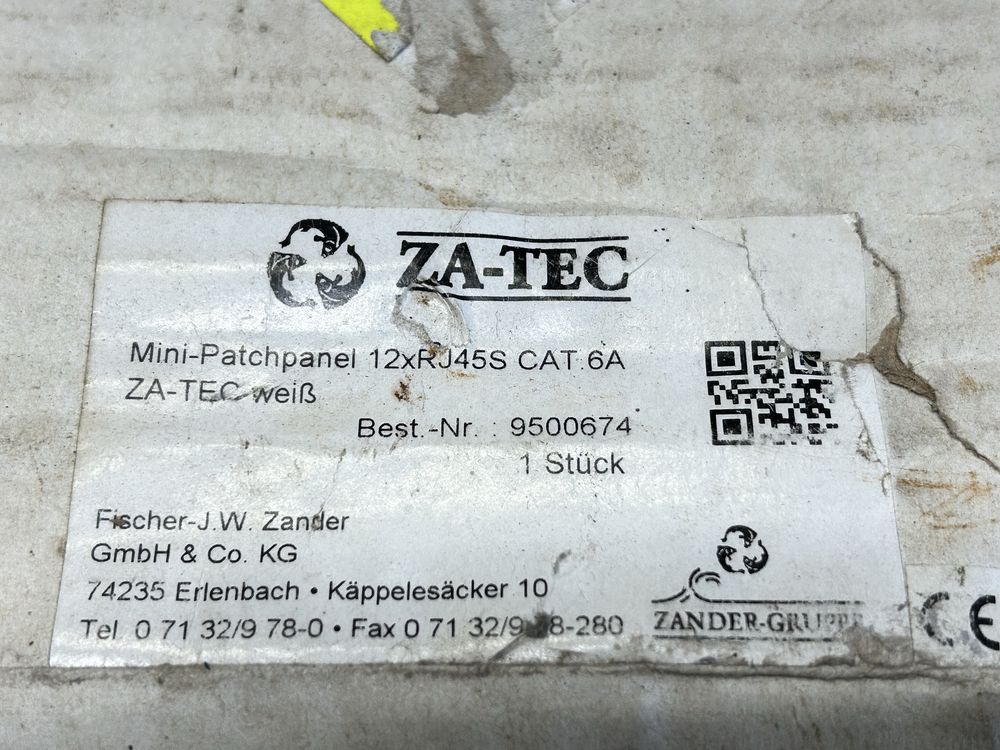 ZA-TEC
Mini-Patchpanel 12xRJ45S CAT.6A
ZA-TEC weiß
Best.-Nr. : 9500674
1 Stück
Fischer-J.W. Zander
GmbH & Co. KG
74235 Erlenbach • Käppelesäcker 10
Tel. 0 71 32/9 78-0 • Fax 0 71 32/9 78-280
ZANDER-GRUPPE
CE